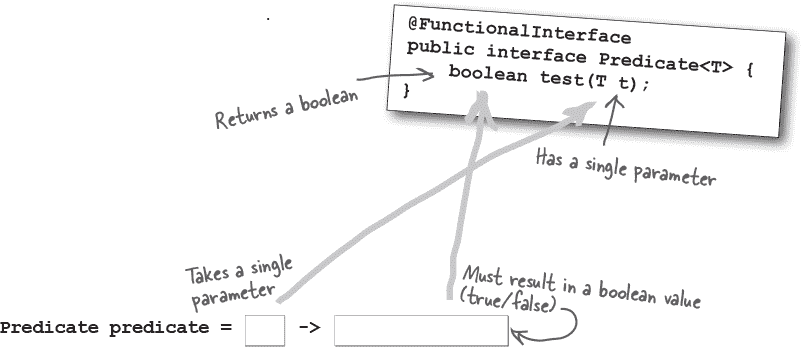 @FunctionalInterface
public interface Predicate<T> {
boolean test(T t);
}
Returns a boolean
Has a single parameter
Takes a single
parameter
Must result in a boolean value
(true/false)
Predicate predicate = ->